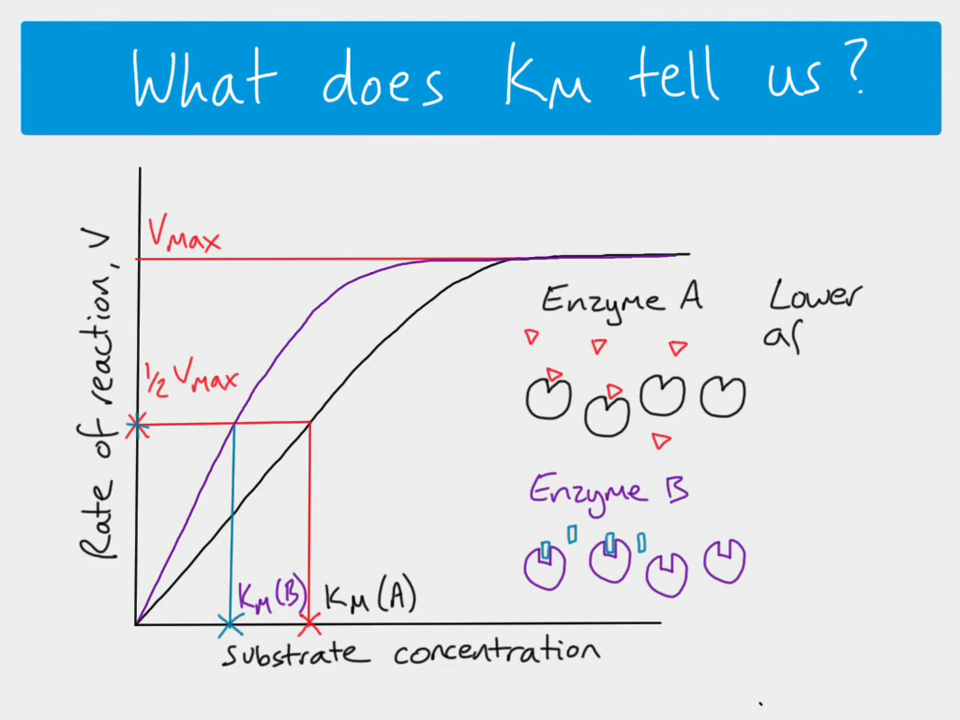 What does KM tell us?
Rate of reaction, V
VMax
1/2 VMax
KM(B)
KM(A)
Substrate concentration
Enzyme A
Lower
af
Enzyme B